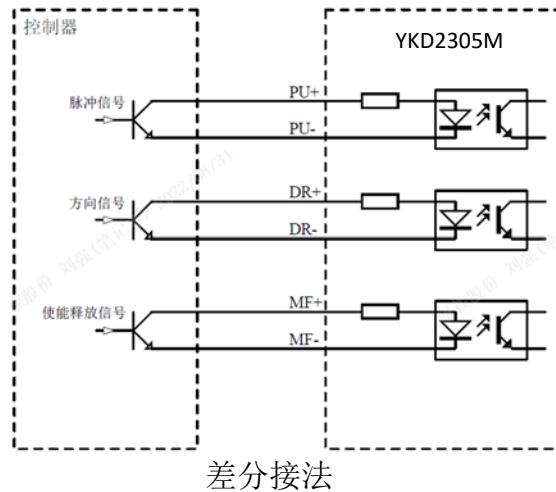 控制器
YKD2305M
脉冲信号
PU+
PU-
方向信号
DR+
DR-
使能释放信号
MF+
MF-
差分接法